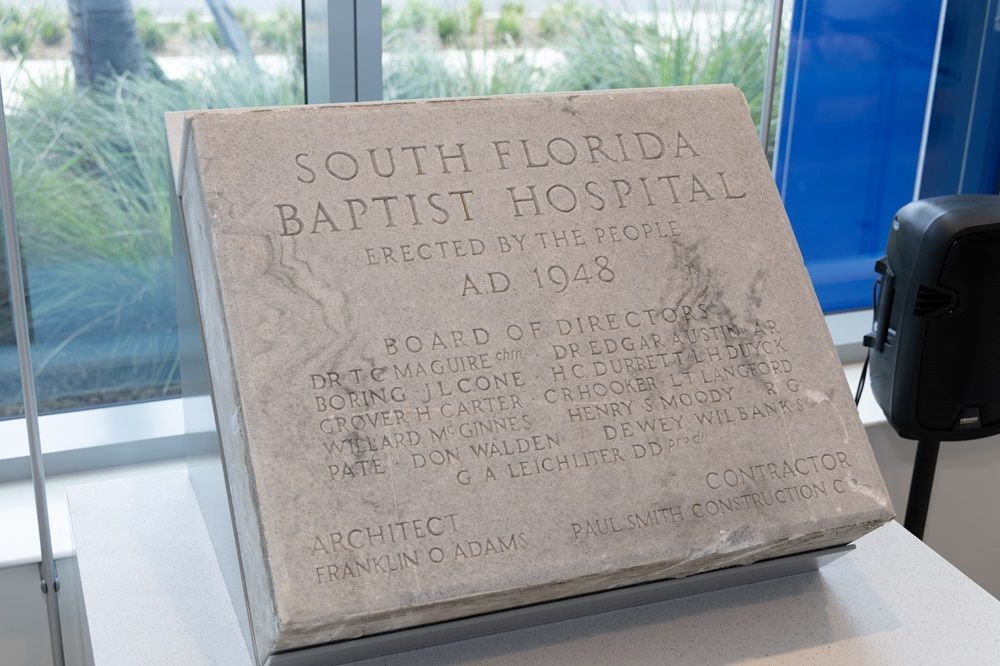 SOUTH FLORIDA
BAPTIST HOSPITAL
ERECTED BY THE PEOPLE
A.D. 1948
BOARD OF DIRECTORS
DR T C MAGUIRE chm DR EDGAR AUSTIN AR
BORING J L CONE H C DURRETT L H DUYCK
GROVER H CARTER C R HOOKER L T LANGFORD
WILLARD McGINNES HENRY S MOODY R G
PATE DON WALDEN DEWEY WILBANKS
G A LEICHLITER D D pro dir
ARCHITECT CONTRACTOR
FRANKLIN O ADAMS PAUL SMITH CONSTRUCTION C